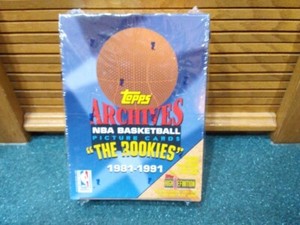 Topps
ARCHIVES
NBA BASKETBALL
PICTURE CARDS
"THE ROOKIES"
1981-1991